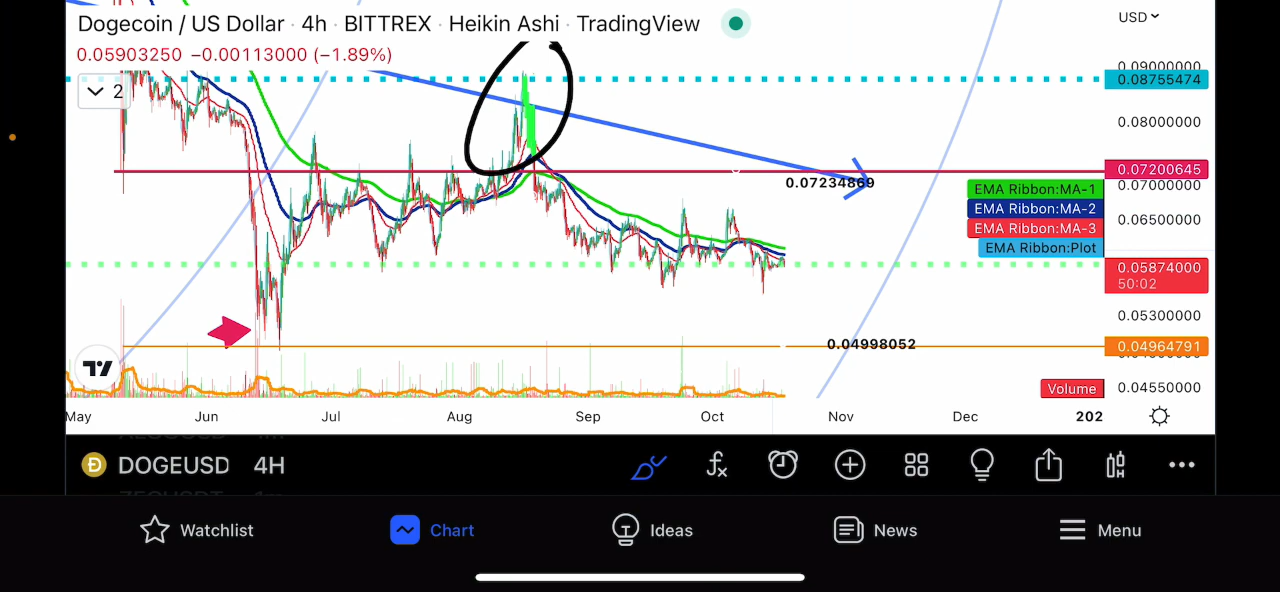 Dogecoin / US Dollar · 4h · BITTREX · Heikin Ashi · TradingView
USD
0.05903250 −0.00113000 (−1.89%)
2
0.09000000
0.08755474
0.08000000
0.07200645
0.07234869
0.07000000
EMA Ribbon:MA-1
EMA Ribbon:MA-2
0.06500000
EMA Ribbon:MA-3
EMA Ribbon:Plot
0.05874000
50:02
0.05300000
0.04998052
0.04964791
Volume
0.04550000
May Jun Jul Aug Sep Oct Nov Dec 202
DOGEUSD 4H
Watchlist Chart Ideas News Menu